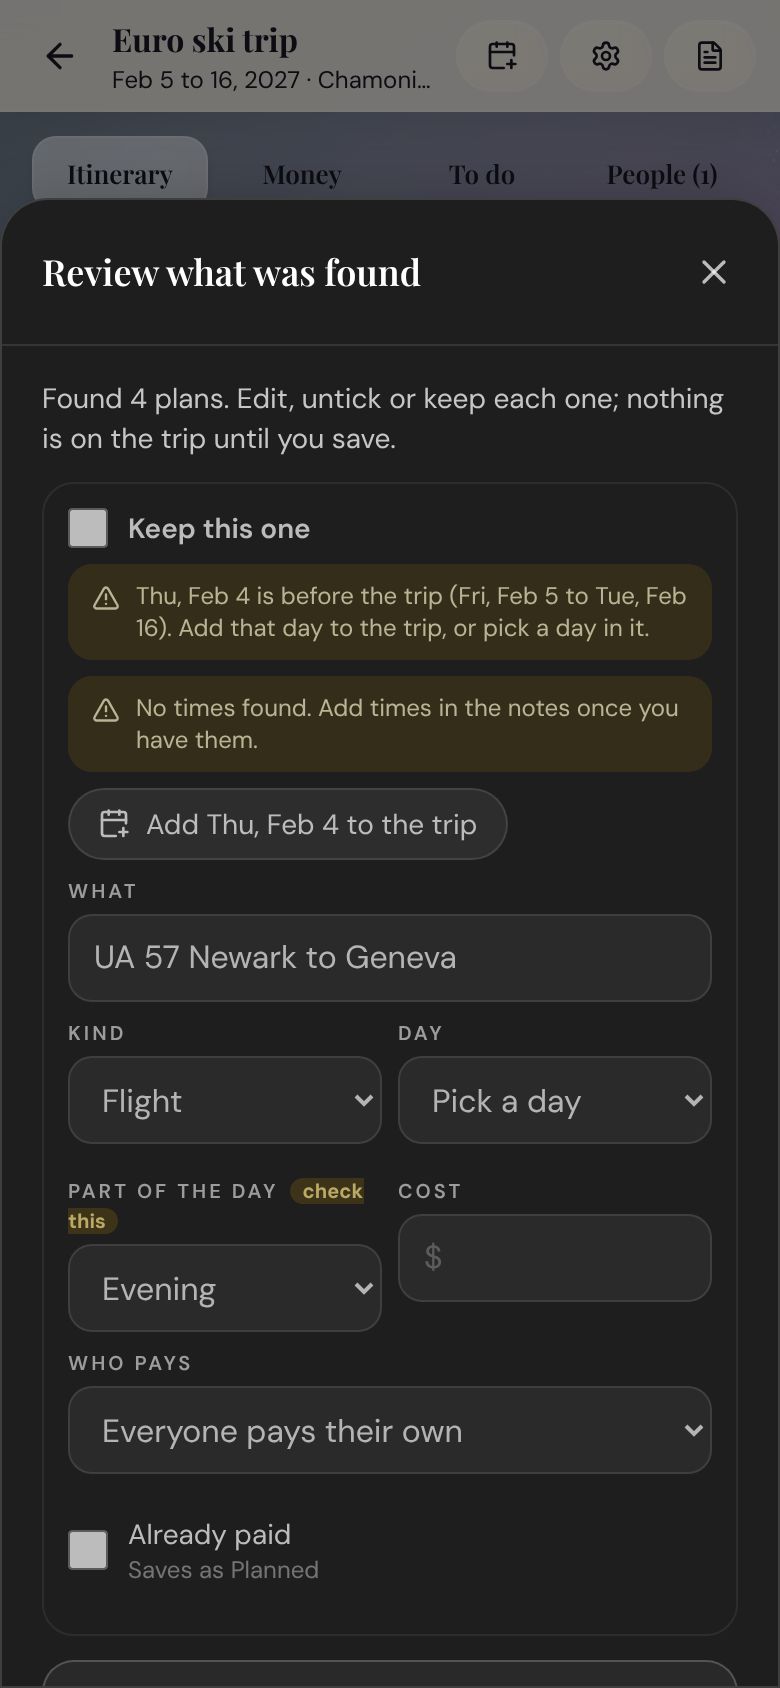 Euro ski trip
Feb 5 to 16, 2027 · Chamoni...
Itinerary
Money
To do
People (1)
Review what was found
Found 4 plans. Edit, untick or keep each one; nothing
is on the trip until you save.
Keep this one
Thu, Feb 4 is before the trip (Fri, Feb 5 to Tue, Feb
16). Add that day to the trip, or pick a day in it.
No times found. Add times in the notes once you
have them.
Add Thu, Feb 4 to the trip
WHAT
UA 57 Newark to Geneva
KIND
DAY
Flight
Pick a day
PART OF THE DAY check
this
COST
Evening
$
WHO PAYS
Everyone pays their own
Already paid
Saves as Planned